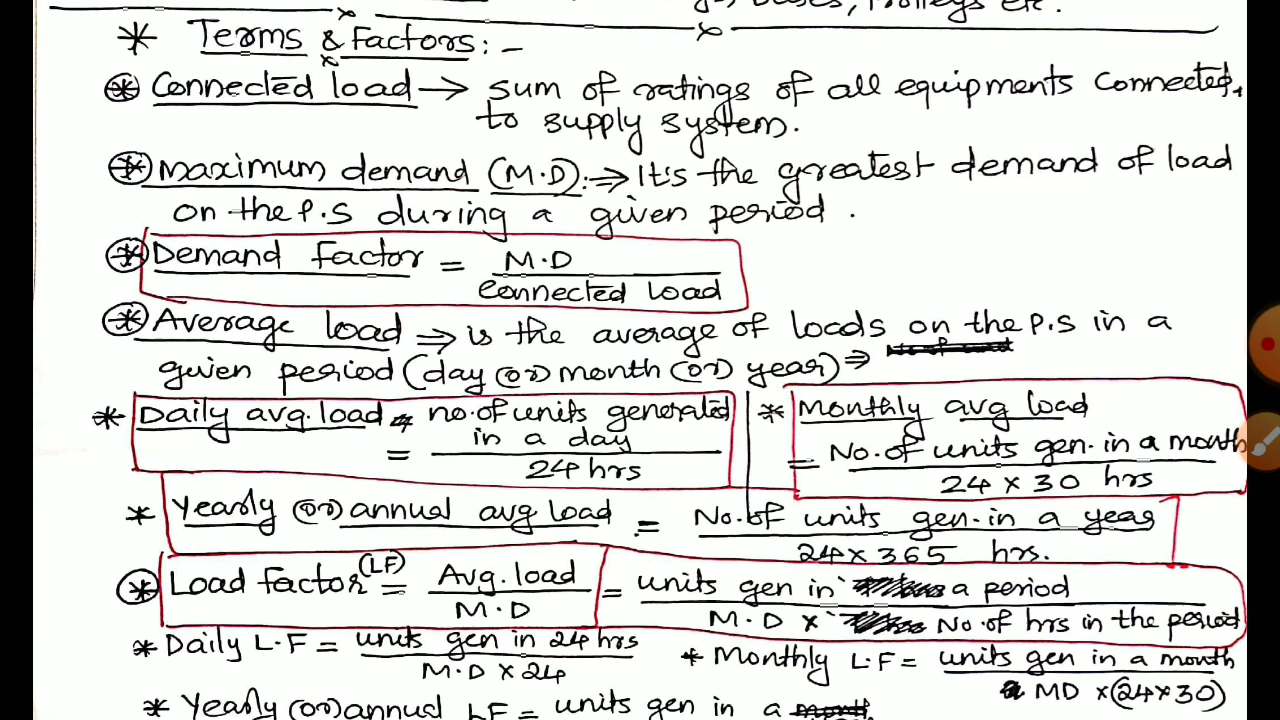 buses, trolleys etc.
* Terms & Factors: -
* Connected load → sum of ratings of all equipments connected
to supply system.
* maximum demand (M.D) :⇒ It's the greatest demand of load
on the P.S during a given period.
* Demand Factor = M.D / connected load
* Average load ⇒ is the average of loads on the P.S in a
given period (day (or) month (or) year) ⇒
* Daily avg. load = no. of units generated in a day / 24 hrs
* Monthly avg load = No. of units gen. in a month / 24 × 30 hrs
* Yearly (or) annual avg load = No. of units gen. in a year / 24 × 365 hrs.
* Load factor (LF) = Avg. load / M.D = units gen in a period / M.D × No. of hrs in the period
* Daily L.F = units gen in 24 hrs / M.D × 24
* Monthly L.F = units gen in a month / MD × (24×30)
* Yearly (or) annual LF = units gen in a